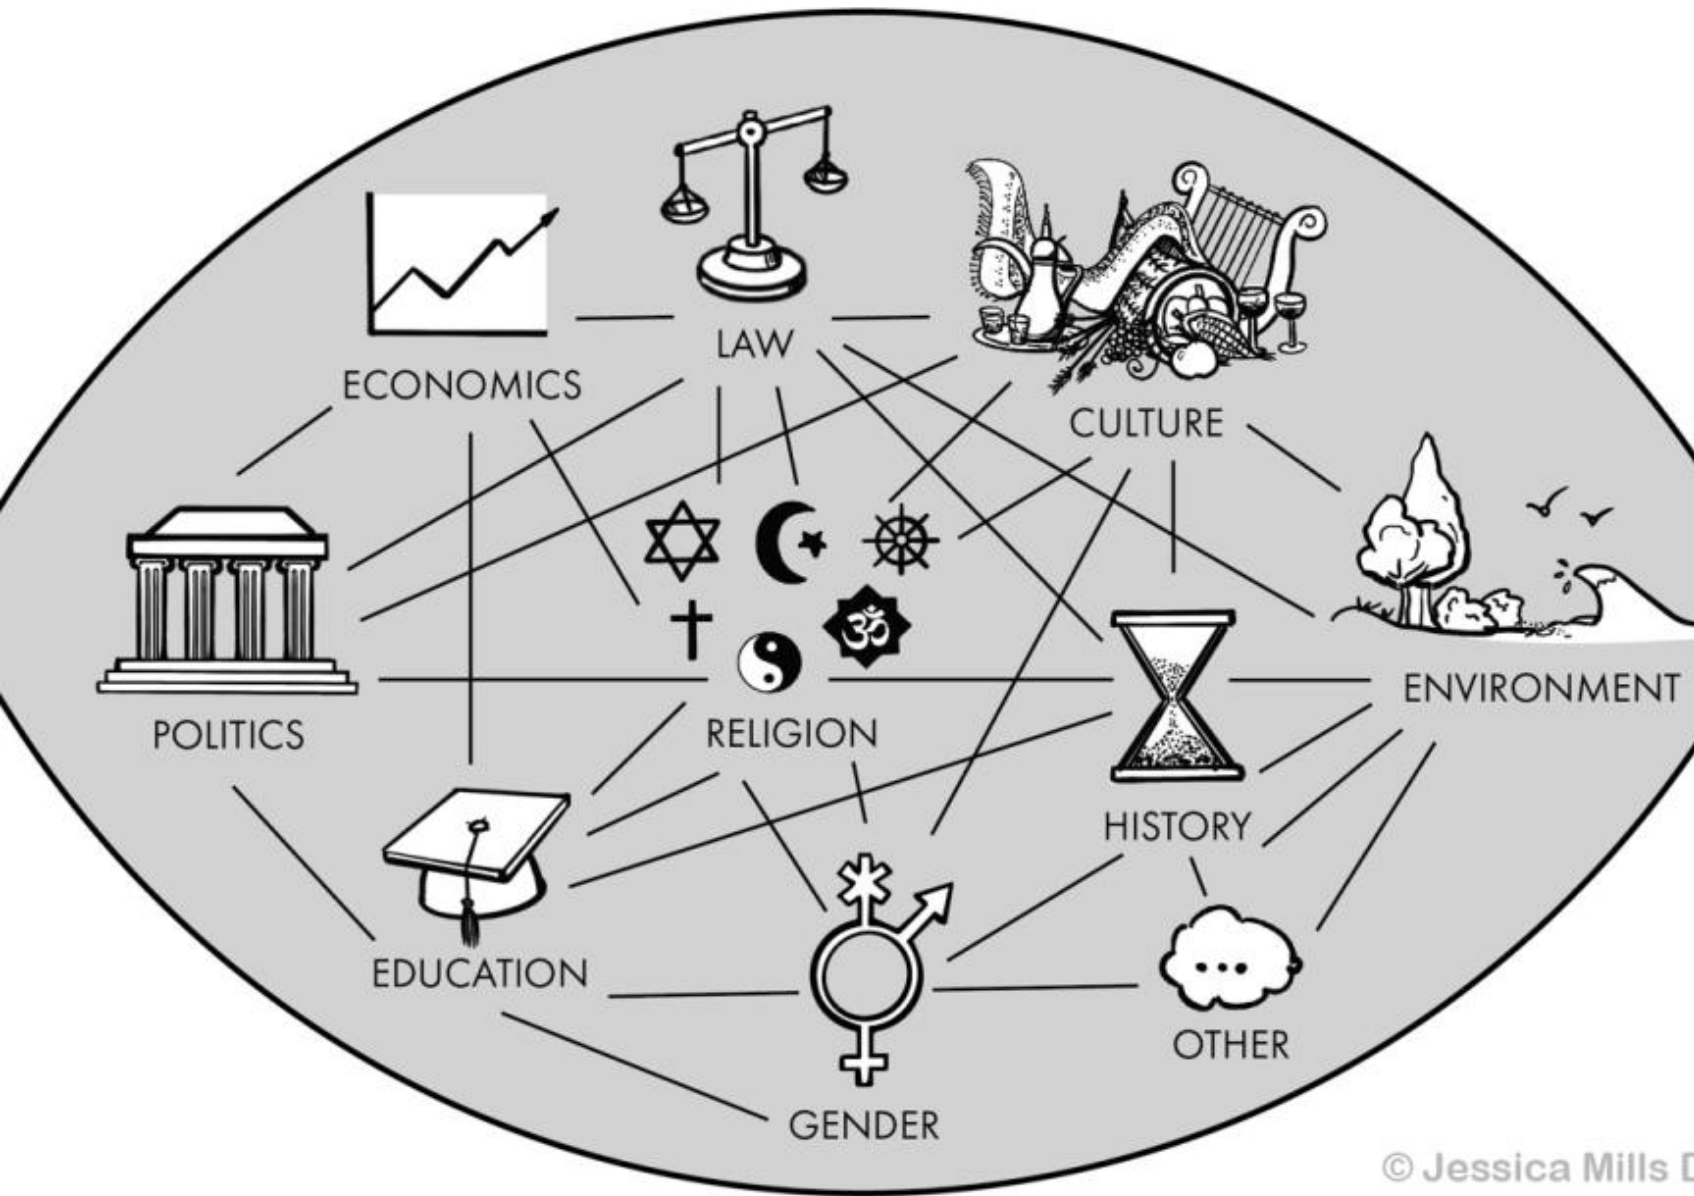 LAW
ECONOMICS
CULTURE
ENVIRONMENT
POLITICS
RELIGION
HISTORY
EDUCATION
OTHER
GENDER
© Jessica Mills